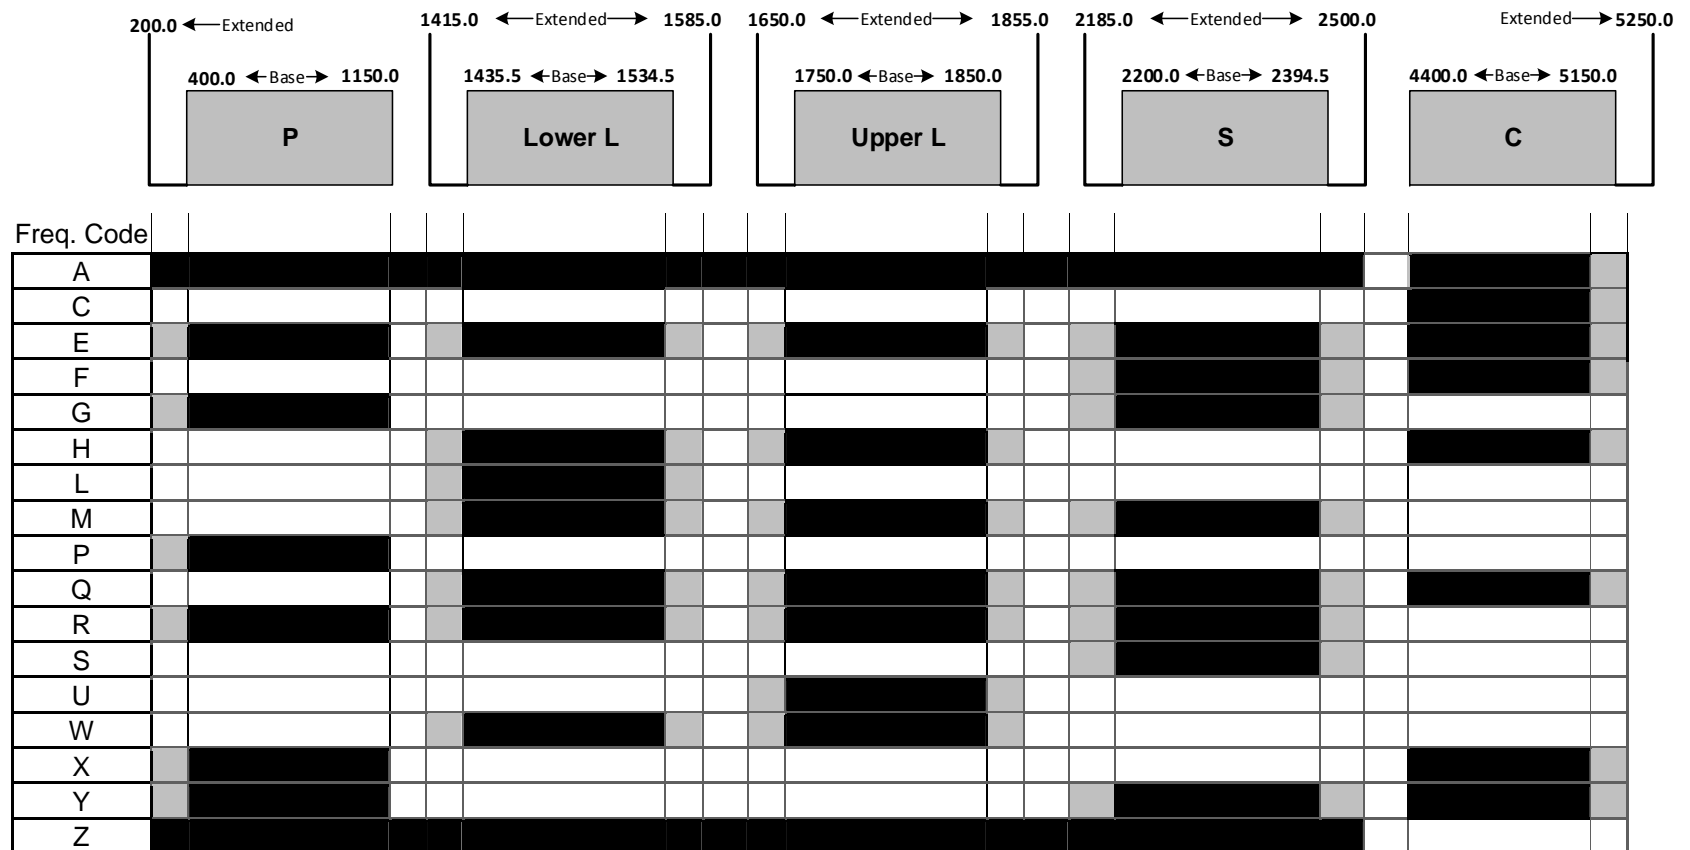 200.0 Extended 1415.0 Extended 1585.0 1650.0 Extended 1855.0 2185.0 Extended 2500.0 Extended 5250.0
400.0 Base 1150.0 1435.5 Base 1534.5 1750.0 Base 1850.0 2200.0 Base 2394.5 4400.0 Base 5150.0
P Lower L Upper L S C
Freq. Code
A
C
E
F
G
H
L
M
P
Q
R
S
U
W
X
Y
Z